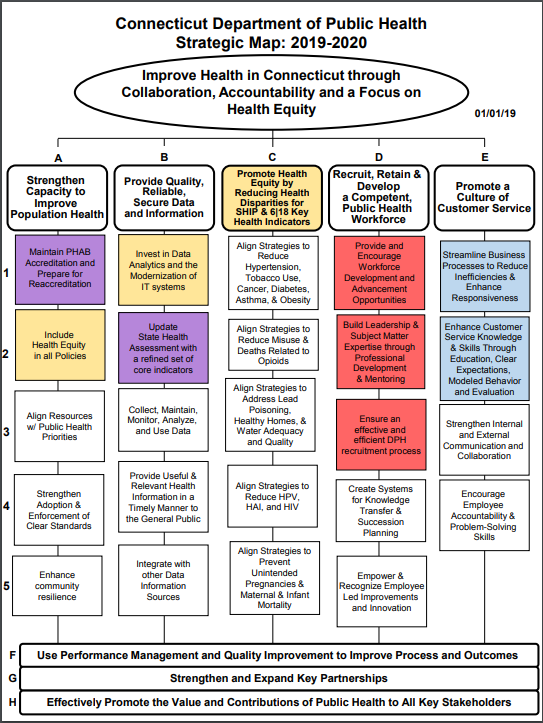 Connecticut Department of Public Health
Strategic Map: 2019-2020
Improve Health in Connecticut through
Collaboration, Accountability and a Focus on
Health Equity
01/01/19
A
B
C
D
E
Strengthen
Capacity to
Improve
Population Health
Provide Quality,
Reliable,
Secure Data
and Information
Promote Health
Equity by
Reducing Health
Disparities for
SHIP & 6|18 Key
Health Indicators
Recruit, Retain &
Develop
a Competent,
Public Health
Workforce
Promote a
Culture of
Customer Service
1
Maintain PHAB
Accreditation and
Prepare for
Reaccreditation
Invest in Data
Analytics and the
Modernization of
IT systems
Align Strategies to
Reduce
Hypertension,
Tobacco Use,
Cancer, Diabetes,
Asthma, & Obesity
Provide and
Encourage
Workforce
Development and
Advancement
Opportunities
Streamline Business
Processes to Reduce
Inefficiencies &
Enhance
Responsiveness
2
Include
Health Equity
in all Policies
Update
State Health
Assessment with
a refined set of
core indicators
Align Strategies to
Reduce Misuse &
Deaths Related to
Opioids
Build Leadership &
Subject Matter
Expertise through
Professional
Development
& Mentoring
Enhance Customer
Service Knowledge
& Skills Through
Education, Clear
Expectations,
Modeled Behavior
and Evaluation
3
Align Resources
w/ Public Health
Priorities
Collect, Maintain,
Monitor, Analyze,
and Use Data
Align Strategies to
Address Lead
Poisoning,
Healthy Homes, &
Water Adequacy
and Quality
Ensure an
effective and
efficient DPH
recruitment process
Strengthen Internal
and External
Communication and
Collaboration
4
Strengthen
Adoption &
Enforcement of
Clear Standards
Provide Useful &
Relevant Health
Information in a
Timely Manner to
the General Public
Align Strategies to
Reduce HPV,
HAI, and HIV
Create Systems
for Knowledge
Transfer &
Succession
Planning
Encourage
Employee
Accountability &
Problem-Solving
Skills
5
Enhance
community
resilience
Integrate with
other Data
Information
Sources
Align Strategies to
Prevent
Unintended
Pregnancies &
Maternal & Infant
Mortality
Empower &
Recognize Employee
Led Improvements
and Innovation
F Use Performance Management and Quality Improvement to Improve Process and Outcomes
G Strengthen and Expand Key Partnerships
H Effectively Promote the Value and Contributions of Public Health to All Key Stakeholders